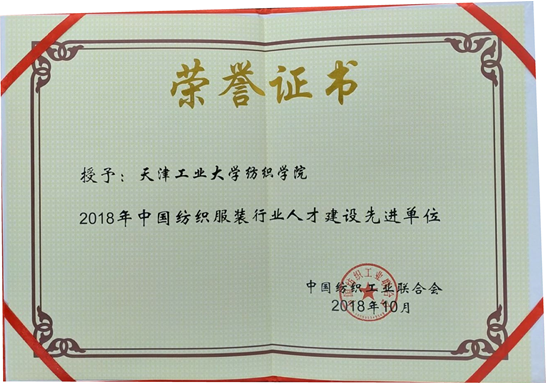 荣誉证书
授予：天津工业大学纺织学院
2018年中国纺织服装行业人才建设先进单位
中国纺织工业联合会
2018年10月